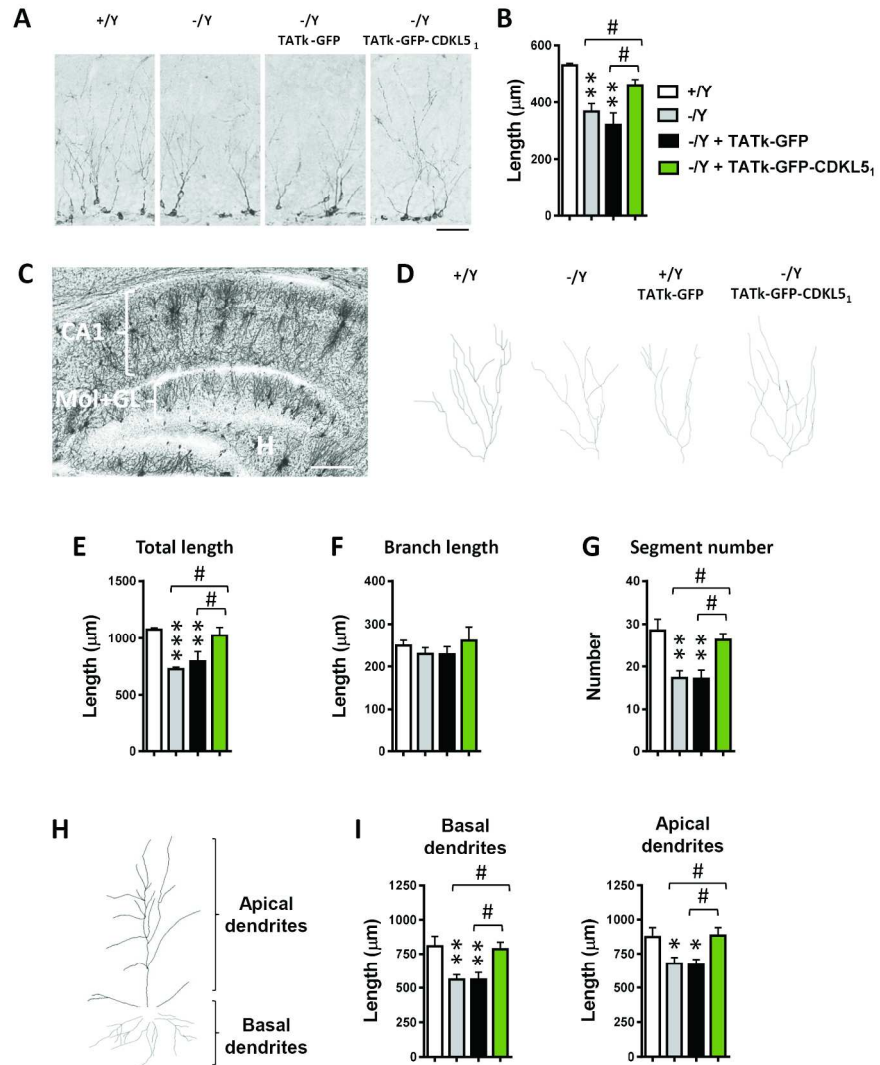 A
+/Y
-/Y
-/Y
TATk-GFP
-/Y
TATk-GFP-CDKL5₁
B
Length (μm)
600
400
200
0
**
**
#
#
+/Y
-/Y
-/Y + TATk-GFP
-/Y + TATk-GFP-CDKL5₁
C
CA1
Mol+GL
H
D
+/Y
-/Y
+/Y
TATk-GFP
-/Y
TATk-GFP-CDKL5₁
E
Total length
Length (μm)
1500
1000
500
0
***
**
#
#
F
Branch length
Length (μm)
400
300
200
100
0
G
Segment number
Number
40
30
20
10
0
**
**
#
#
H
Apical
dendrites
Basal
dendrites
I
Basal
dendrites
Length (μm)
1250
1000
750
500
250
0
**
**
#
#
Apical
dendrites
Length (μm)
1250
1000
750
500
250
0
*
*
#
#